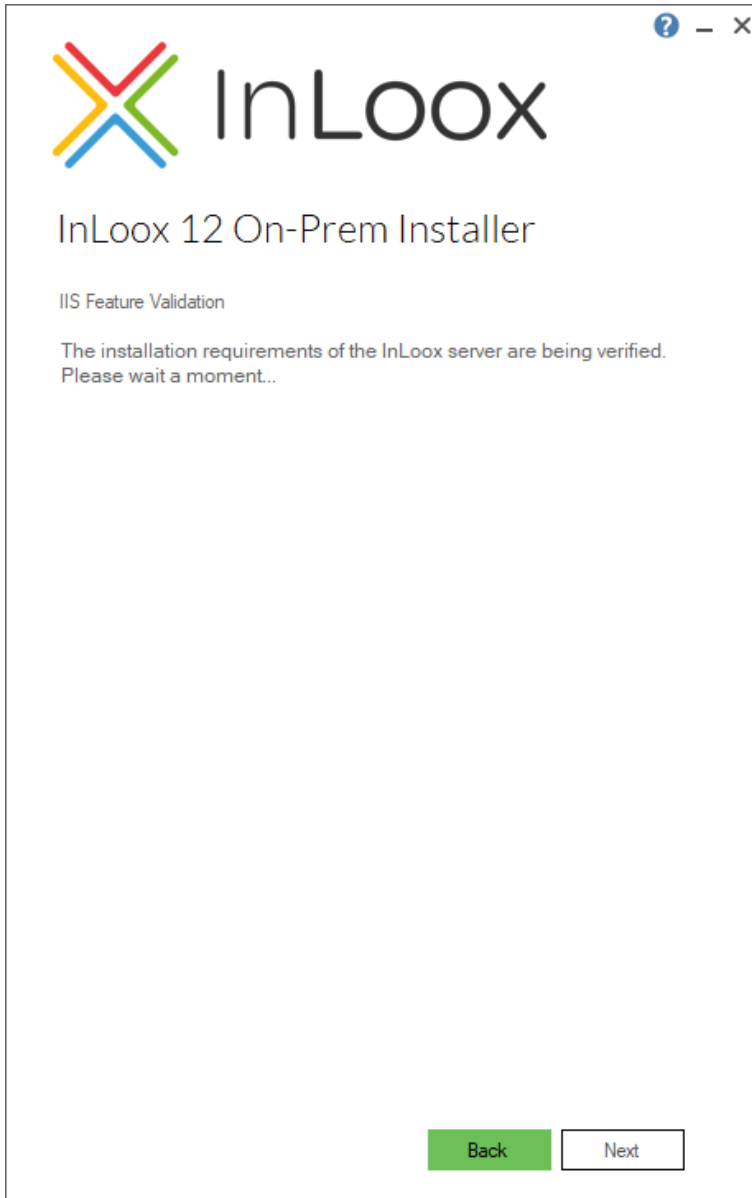 InLoox
InLoox 12 On-Prem Installer
IIS Feature Validation
The installation requirements of the InLoox server are being verified.
Please wait a moment...
Back
Next